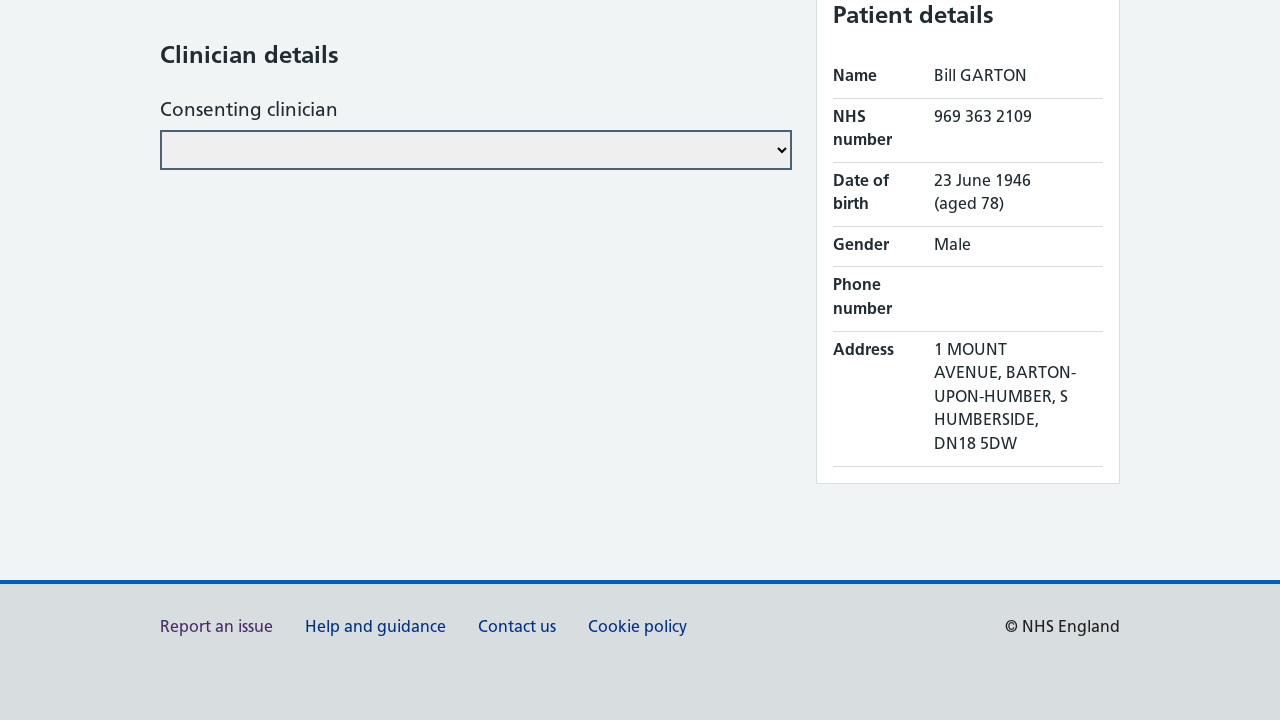 Clinician details
Consenting clinician
Patient details
Name Bill GARTON
NHS number 969 363 2109
Date of birth 23 June 1946
(aged 78)
Gender Male
Phone number
Address 1 MOUNT
AVENUE, BARTON-
UPON-HUMBER, S
HUMBERSIDE,
DN18 5DW
Report an issue Help and guidance Contact us Cookie policy © NHS England